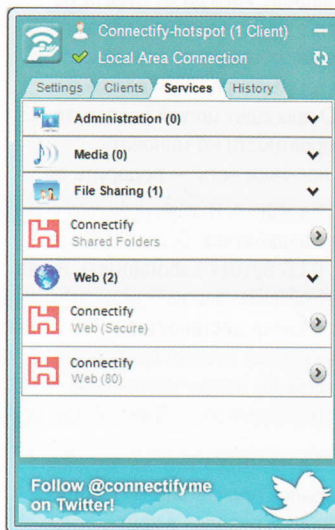 Connectify-hotspot (1 Client)
Local Area Connection
Settings
Clients
Services
History
Administration (0)
Media (0)
File Sharing (1)
Connectify
Shared Folders
Web (2)
Connectify
Web (Secure)
Connectify
Web (80)
Follow @connectifyme
on Twitter!